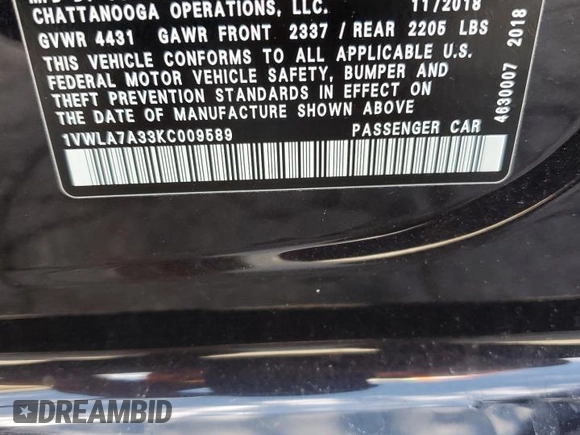 CHATTANOOGA OPERATIONS, LLC. 11/2018
GVWR 4431 GAWR FRONT 2337 / REAR 2205 LBS
THIS VEHICLE CONFORMS TO ALL APPLICABLE U.S.
FEDERAL MOTOR VEHICLE SAFETY, BUMPER AND
THEFT PREVENTION STANDARDS IN EFFECT ON
THE DATE OF MANUFACTURE SHOWN ABOVE
1VWLA7A33KC009589 PASSENGER CAR
4630007 2018
DREAMBID